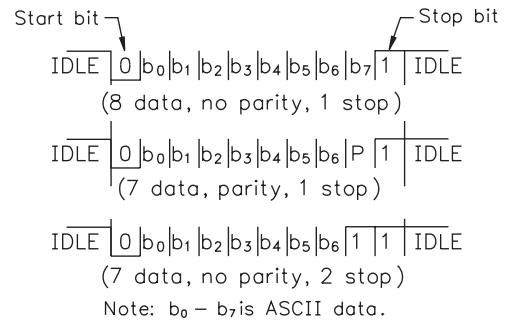 Start bit Stop bit
IDLE 0 b₀ b₁ b₂ b₃ b₄ b₅ b₆ b₇ 1 IDLE
(8 data, no parity, 1 stop)
IDLE 0 b₀ b₁ b₂ b₃ b₄ b₅ b₆ P 1 IDLE
(7 data, parity, 1 stop)
IDLE 0 b₀ b₁ b₂ b₃ b₄ b₅ b₆ 1 1 IDLE
(7 data, no parity, 2 stop)
Note: b₀ – b₇ is ASCII data.